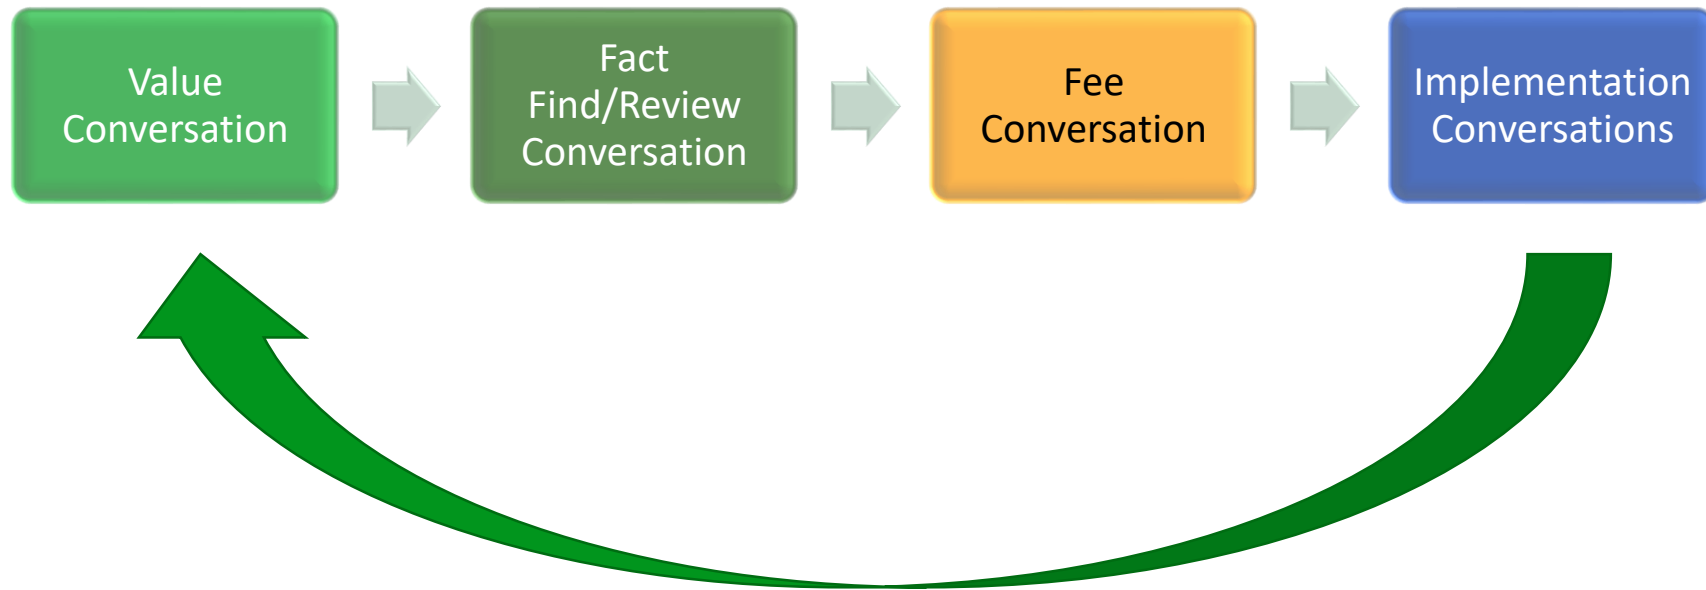 Value
Conversation
Fact
Find/Review
Conversation
Fee
Conversation
Implementation
Conversations